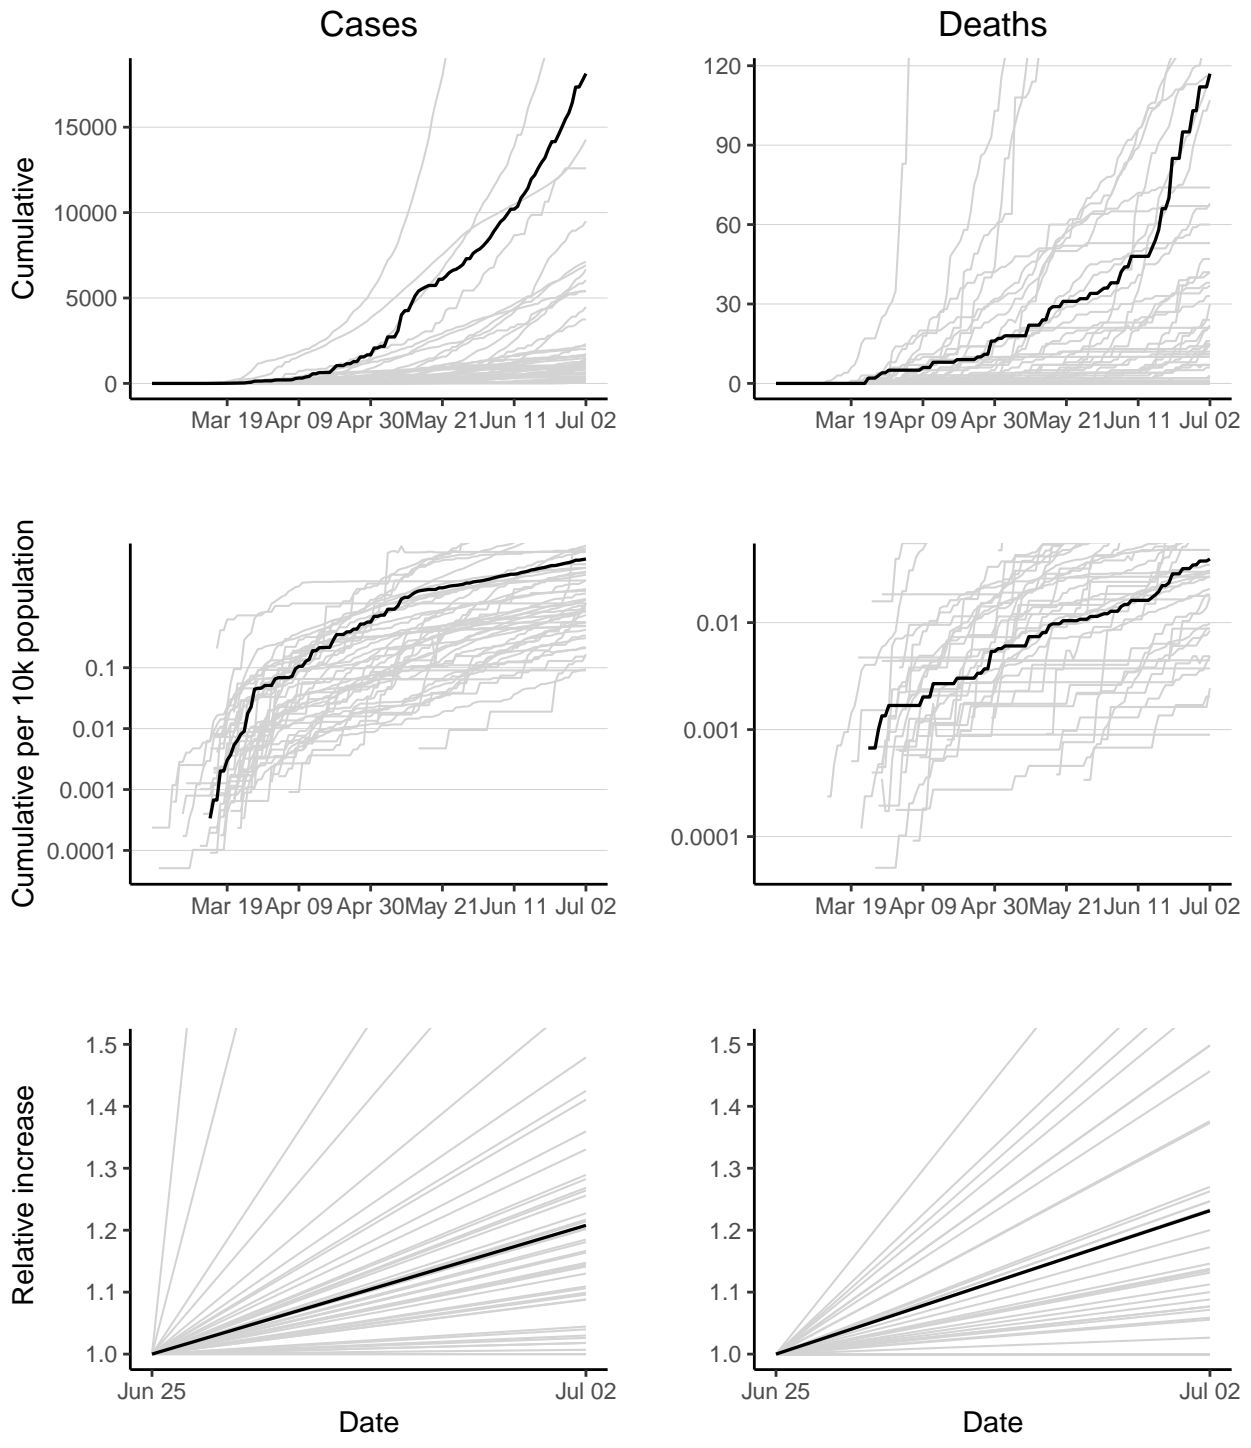 Cases
Deaths
Cumulative
15000
10000
5000
0
Mar 19 Apr 09 Apr 30 May 21 Jun 11 Jul 02
120
90
60
30
0
Mar 19 Apr 09 Apr 30 May 21 Jun 11 Jul 02
Cumulative per 10k population
0.1
0.01
0.001
0.0001
Mar 19 Apr 09 Apr 30 May 21 Jun 11 Jul 02
0.01
0.001
0.0001
Mar 19 Apr 09 Apr 30 May 21 Jun 11 Jul 02
Relative increase
1.5
1.4
1.3
1.2
1.1
1.0
Jun 25 Jul 02
Date
1.5
1.4
1.3
1.2
1.1
1.0
Jun 25 Jul 02
Date